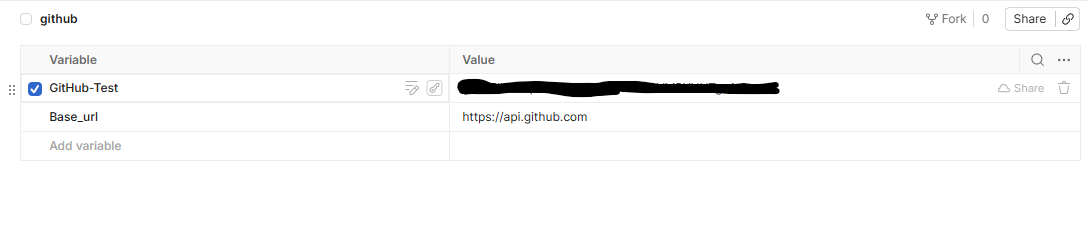 github Fork 0 Share
Variable Value
GitHub-Test Share
Base_url https://api.github.com
Add variable